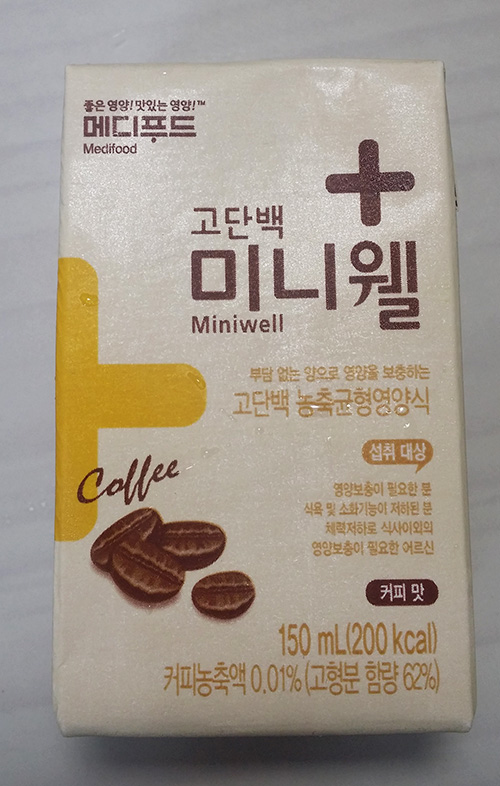 좋은 영양! 맛있는 영양!™
메디푸드
Medifood
고단백
미니웰
Miniwell
부담 없는 양으로 영양을 보충하는
고단백 농축균형영양식
섭취 대상
영양보충이 필요한 분
식욕 및 소화기능이 저하된 분
체력저하로 식사이외의
영양보충이 필요한 어르신
Coffee
커피 맛
150 mL(200 kcal)
커피농축액 0.01% (고형분 함량 62%)